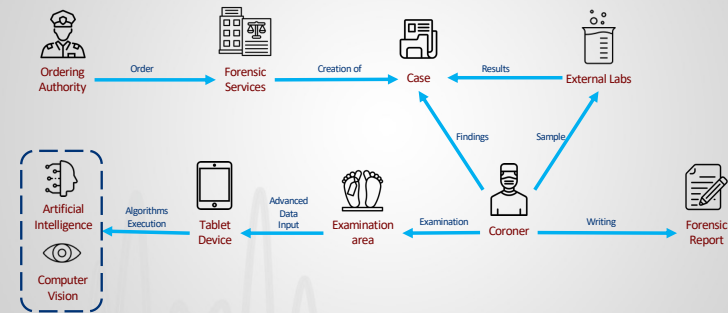 Ordering
Authority
Order
Forensic
Services
Creation of
Case
Results
External Labs
Findings
Sample
Artificial
Intelligence
Computer
Vision
Algorithms
Execution
Tablet
Device
Advanced
Data
Input
Examination
area
Examination
Coroner
Writing
Forensic
Report